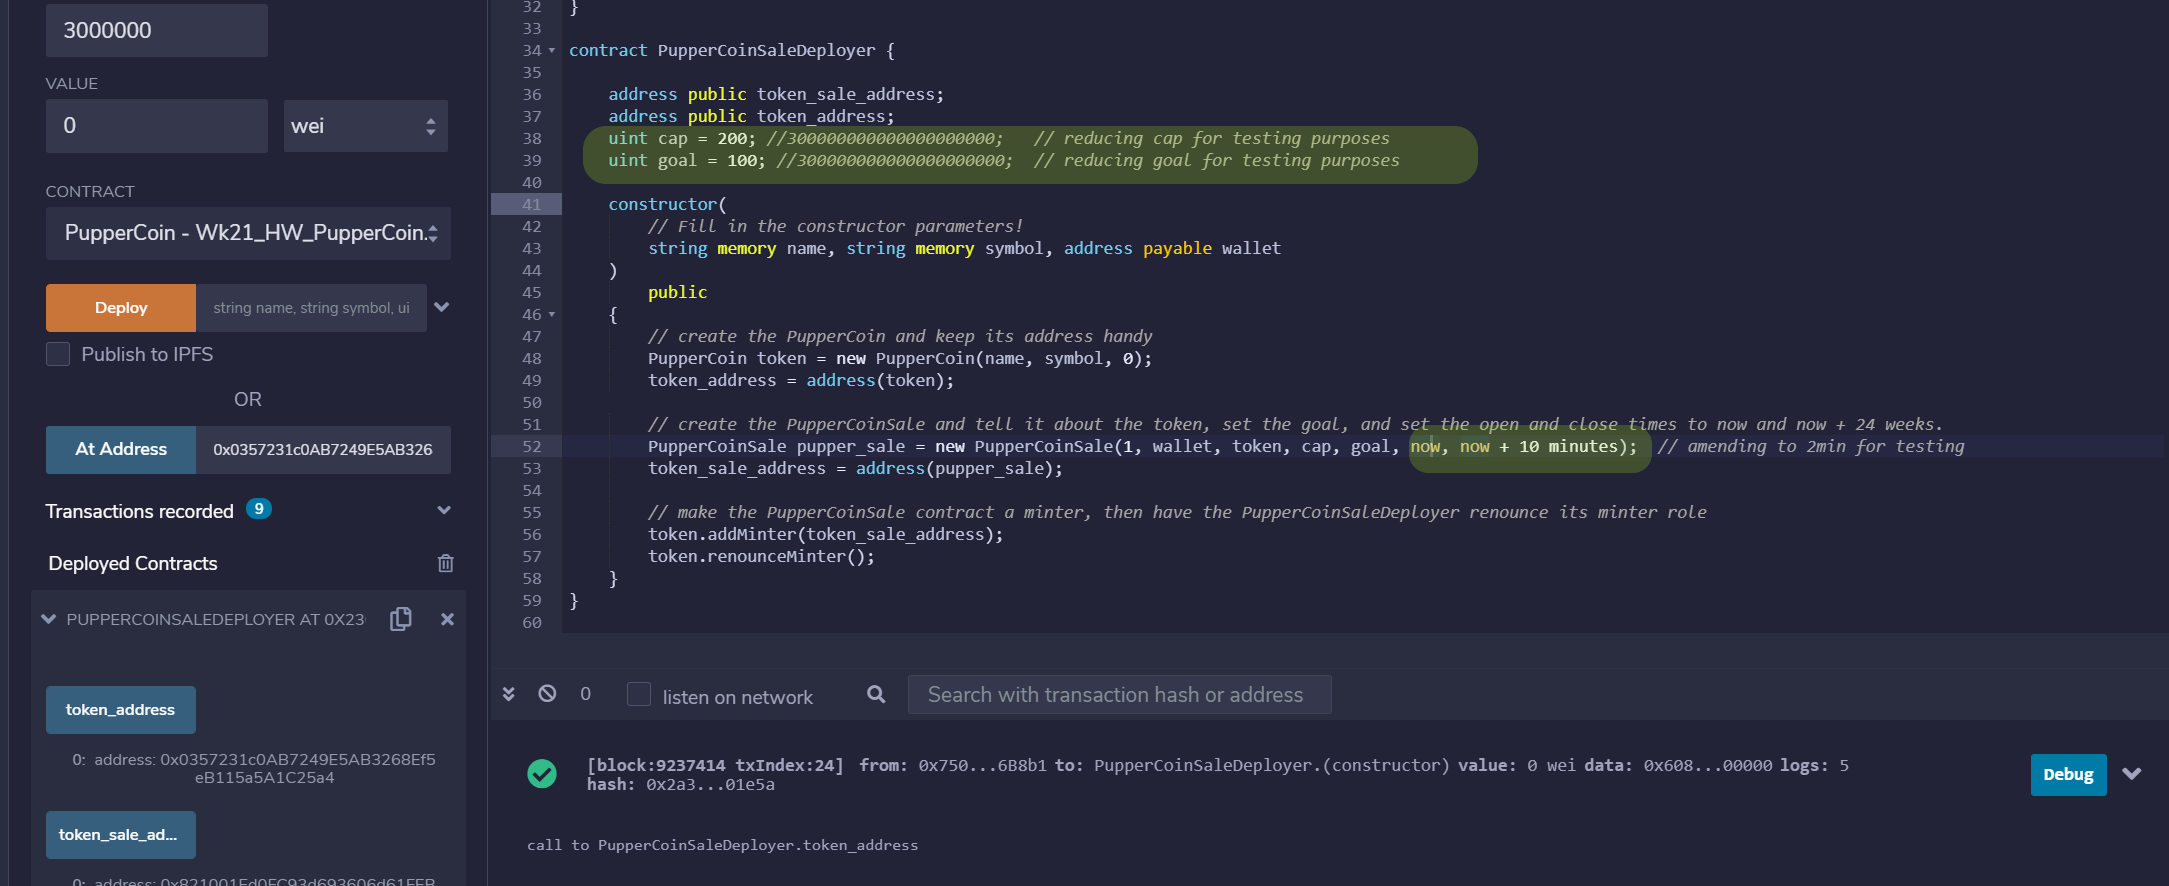 3000000
VALUE
0
wei
CONTRACT
PupperCoin - Wk21_HW_PupperCoin.
Deploy
string name, string symbol, ui
Publish to IPFS
OR
At Address
0x0357231c0AB7249E5AB326
Transactions recorded 9
Deployed Contracts
PUPPERCOINSALEDEPLOYER AT 0X23
token_address
0: address: 0x0357231c0AB7249E5AB3268Ef5
eB115a5A1C25a4
token_sale_ad...
32 }
33
34 contract PupperCoinSaleDeployer {
35
36 address public token_sale_address;
37 address public token_address;
38 uint cap = 200; //300000000000000000000; // reducing cap for testing purposes
39 uint goal = 100; //300000000000000000000; // reducing goal for testing purposes
40
41 constructor(
42 // Fill in the constructor parameters!
43 string memory name, string memory symbol, address payable wallet
44 )
45 public
46 {
47 // create the PupperCoin and keep its address handy
48 PupperCoin token = new PupperCoin(name, symbol, 0);
49 token_address = address(token);
50
51 // create the PupperCoinSale and tell it about the token, set the goal, and set the open and close times to now and now + 24 weeks.
52 PupperCoinSale pupper_sale = new PupperCoinSale(1, wallet, token, cap, goal, now, now + 10 minutes); // amending to 2min for testing
53 token_sale_address = address(pupper_sale);
54
55 // make the PupperCoinSale contract a minter, then have the PupperCoinSaleDeployer renounce its minter role
56 token.addMinter(token_sale_address);
57 token.renounceMinter();
58 }
59 }
60
0
listen on network
Search with transaction hash or address
[block:9237414 txIndex:24] from: 0x750...6B8b1 to: PupperCoinSaleDeployer.(constructor) value: 0 wei data: 0x608...00000 logs: 5
hash: 0x2a3...01e5a
Debug
call to PupperCoinSaleDeployer.token_address